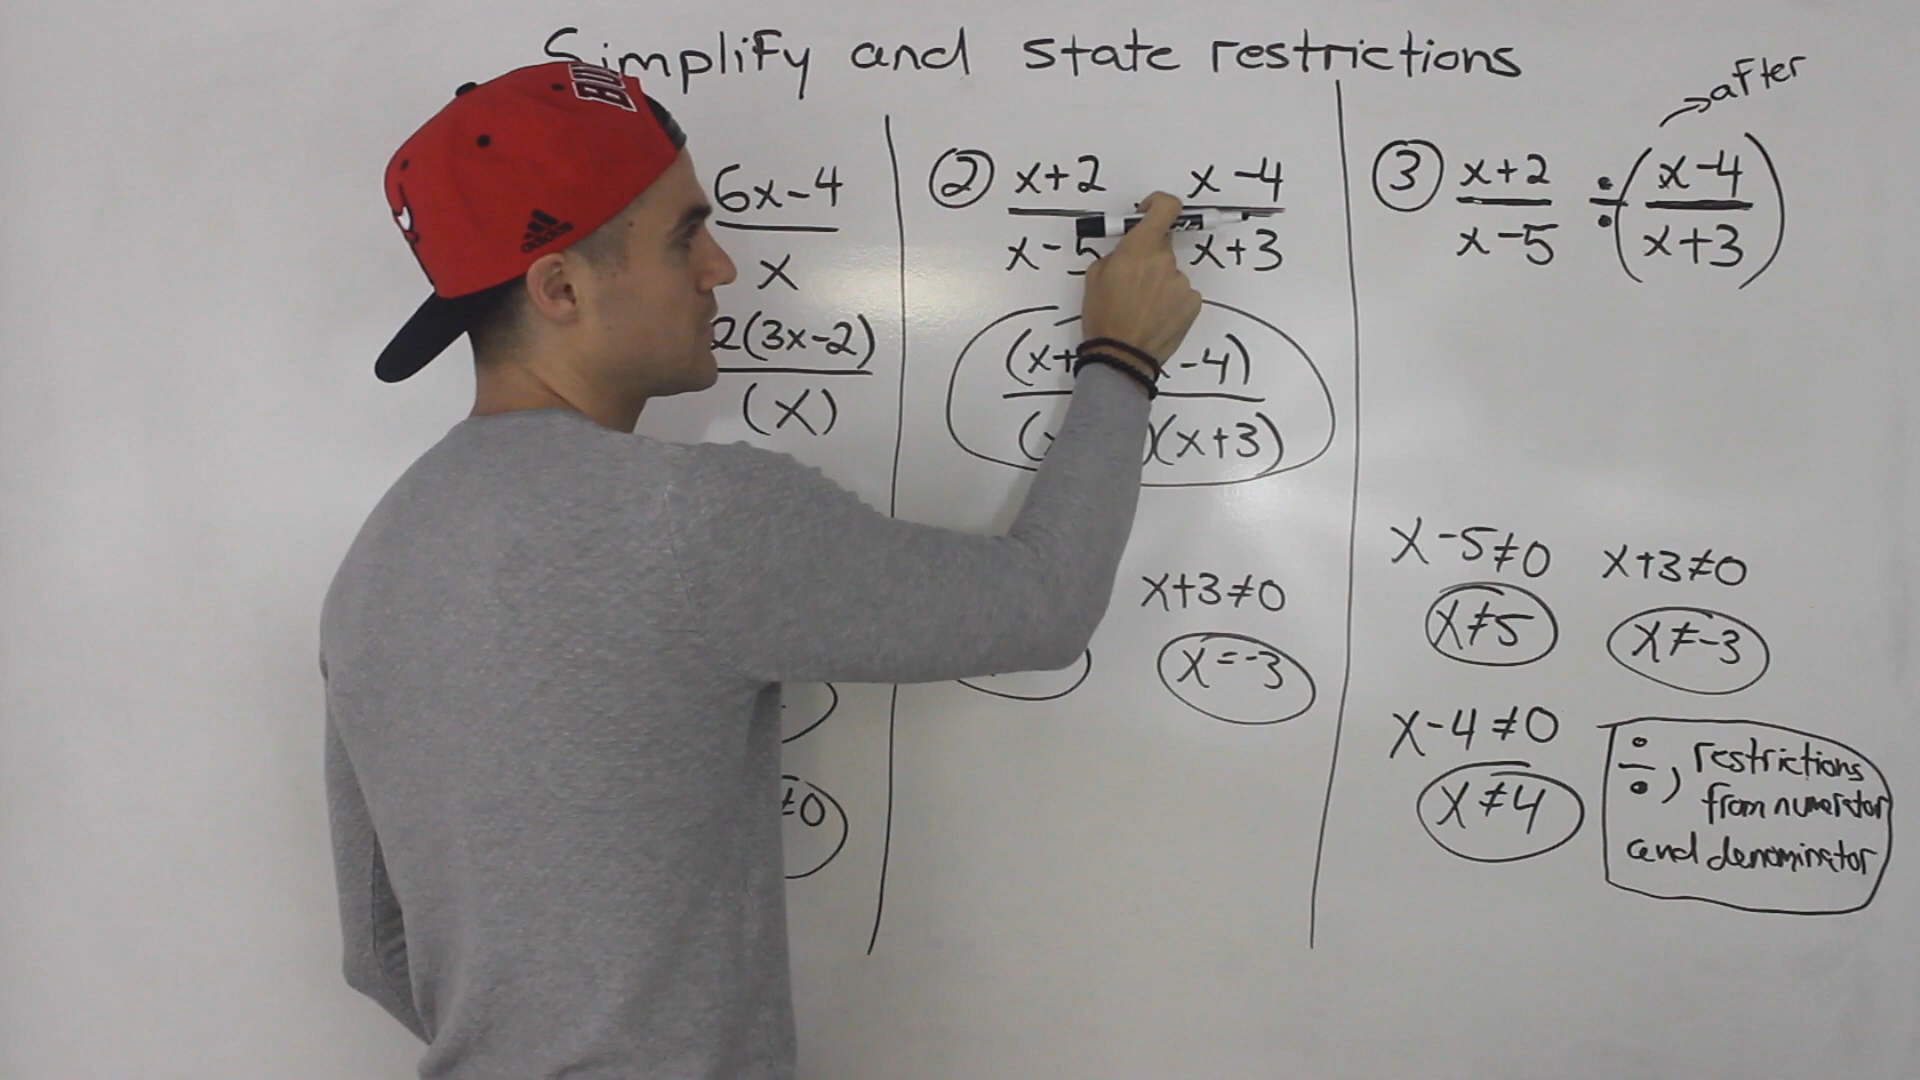 Simplify and state restrictions
6x-4
x
2(3x-2)
(x)
≠0
② x+2 x-4
x-5 x+3
(x+ x-4)
(x )(x+3)
x+3≠0
x=-3
→after
③ x+2 ÷ (x-4)
x-5 (x+3)
x-5≠0 x+3≠0
x≠5 x≠-3
x-4≠0
x≠4
÷, restrictions
from numerator
and denominator
adidas